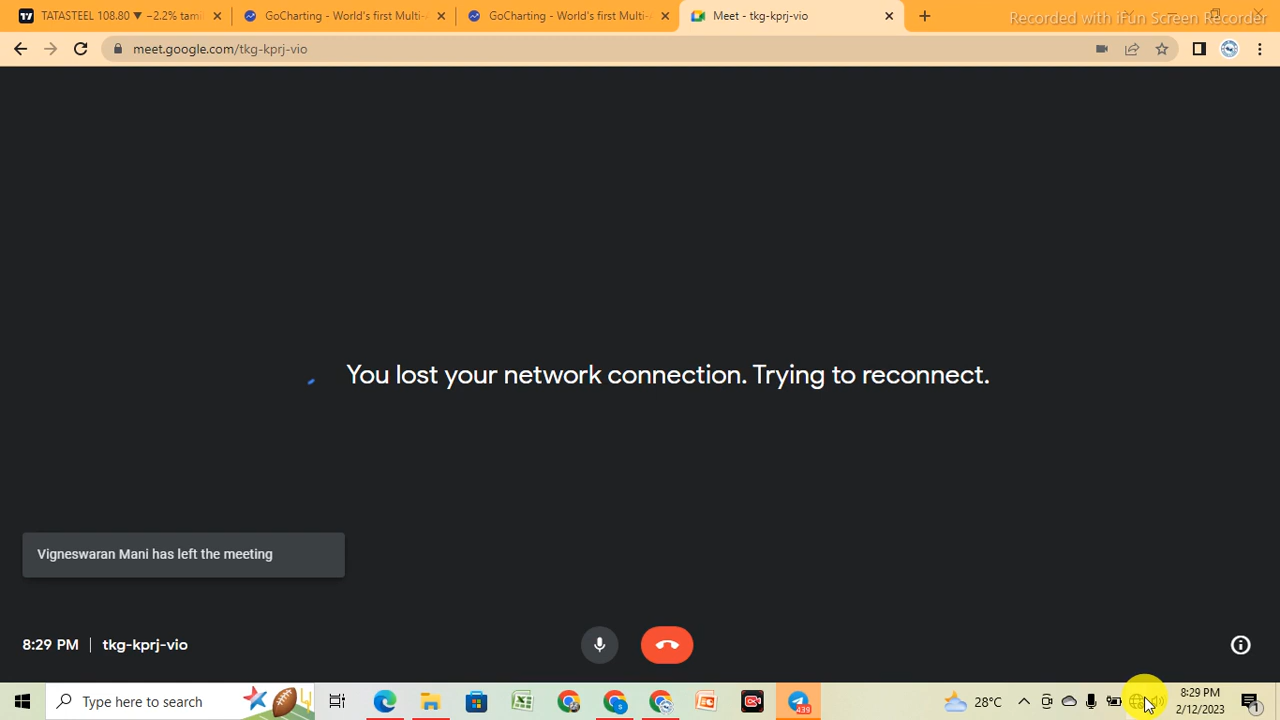 TATASTEEL 108.80 ▼ −2.2% tami
GoCharting - World's first Multi-
GoCharting - World's first Multi-
Meet - tkg-kprj-vio
Recorded with iFun Screen Recorder
meet.google.com/tkg-kprj-vio
You lost your network connection. Trying to reconnect.
Vigneswaran Mani has left the meeting
8:29 PM | tkg-kprj-vio
Type here to search
439
28°C
8:29 PM
2/12/2023
1